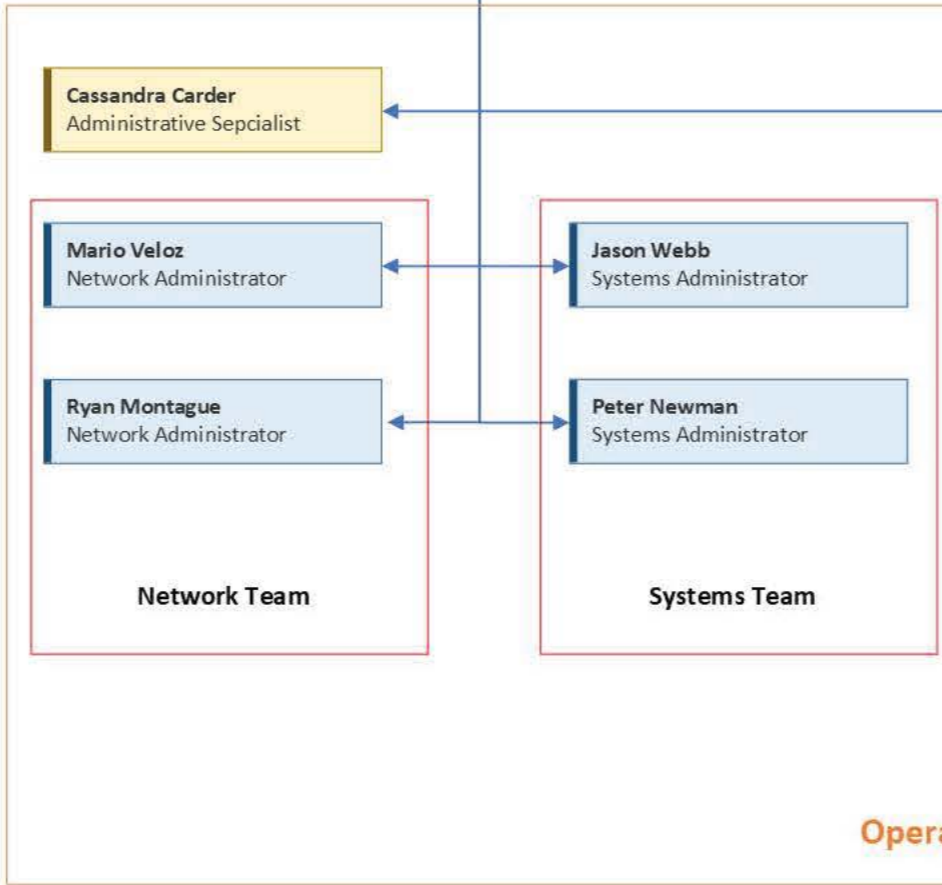 Cassandra Carder
Administrative Sepcialist
Mario Veloz
Network Administrator
Jason Webb
Systems Administrator
Ryan Montague
Network Administrator
Peter Newman
Systems Administrator
Network Team
Systems Team
Opera